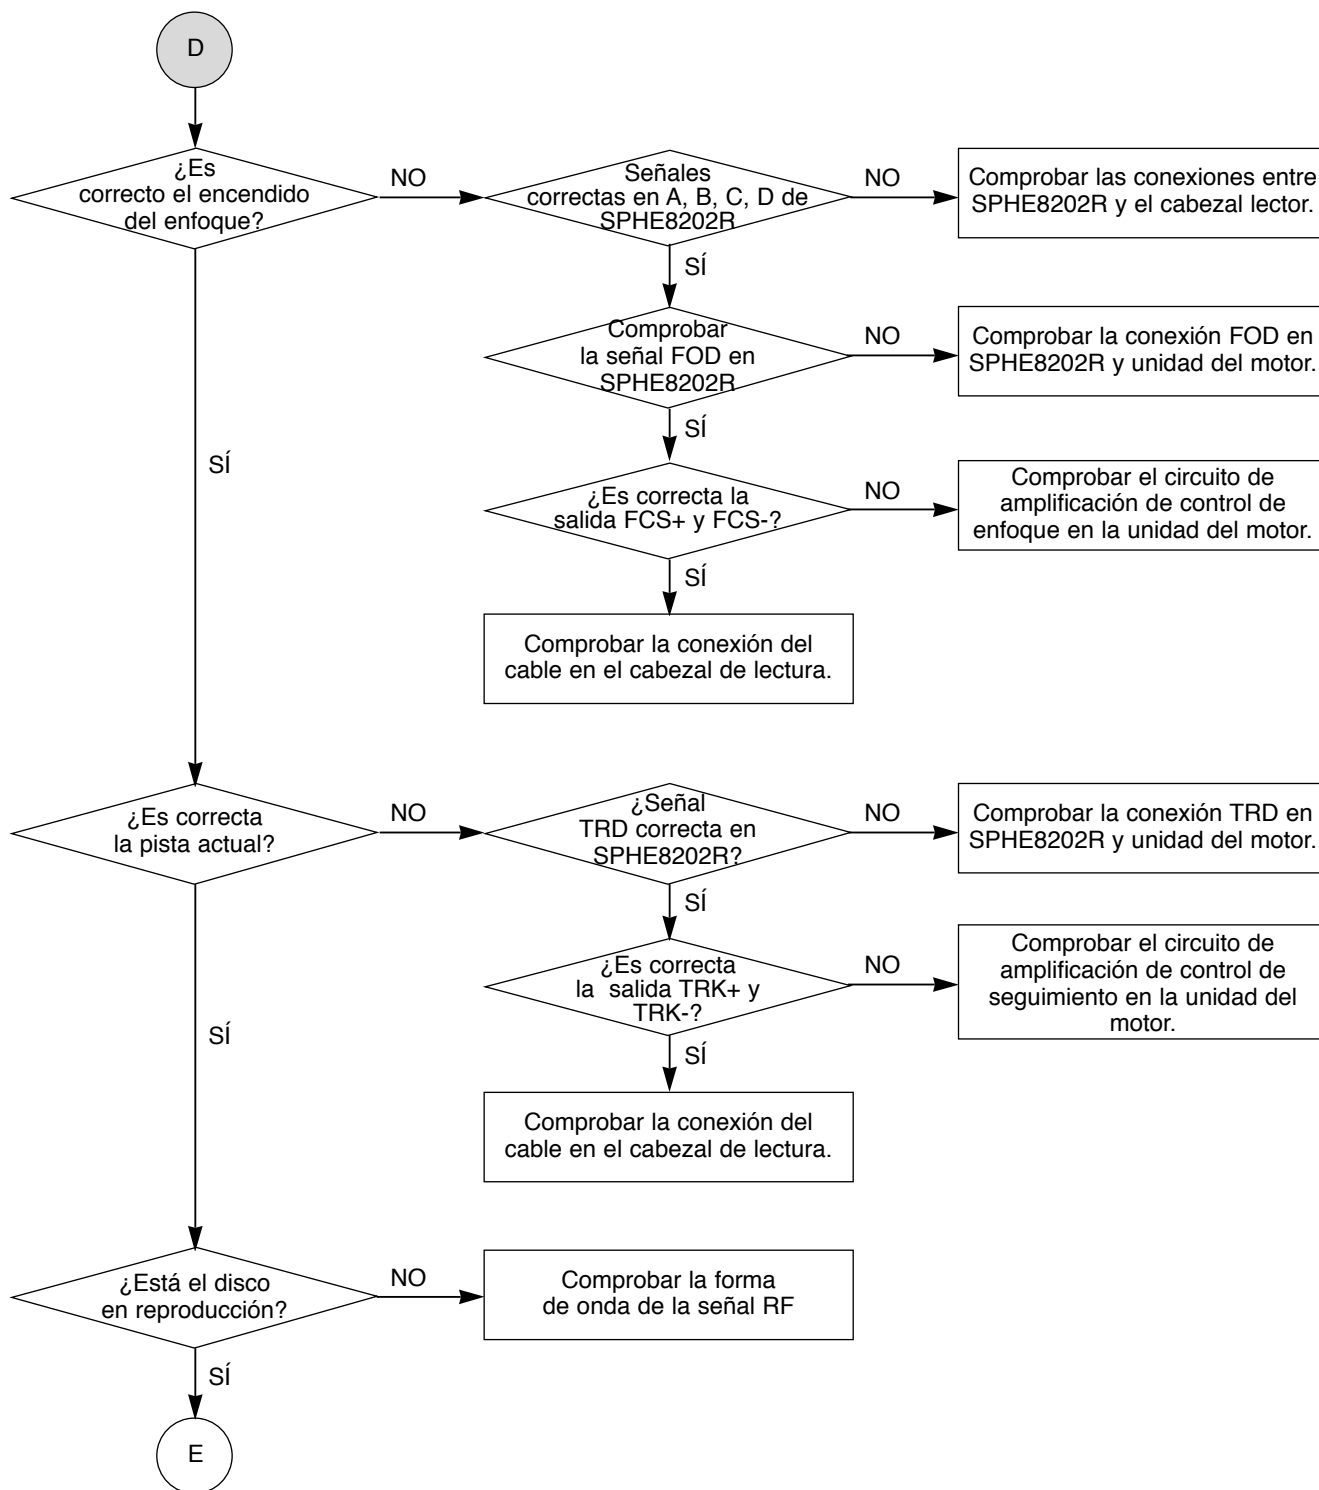 D
¿Es
correcto el encendido
del enfoque?
NO
Señales
correctas en A, B, C, D de
SPHE8202R
NO
Comprobar las conexiones entre
SPHE8202R y el cabezal lector.
SÍ
Comprobar
la señal FOD en
SPHE8202R
NO
Comprobar la conexión FOD en
SPHE8202R y unidad del motor.
SÍ
SÍ
¿Es correcta la
salida FCS+ y FCS-?
NO
Comprobar el circuito de
amplificación de control de
enfoque en la unidad del motor.
SÍ
Comprobar la conexión del
cable en el cabezal de lectura.
¿Es correcta
la pista actual?
NO
¿Señal
TRD correcta en
SPHE8202R?
NO
Comprobar la conexión TRD en
SPHE8202R y unidad del motor.
SÍ
¿Es correcta
la salida TRK+ y
TRK-?
NO
Comprobar el circuito de
amplificación de control de
seguimiento en la unidad del
motor.
SÍ
SÍ
Comprobar la conexión del
cable en el cabezal de lectura.
¿Está el disco
en reproducción?
NO
Comprobar la forma
de onda de la señal RF
SÍ
E